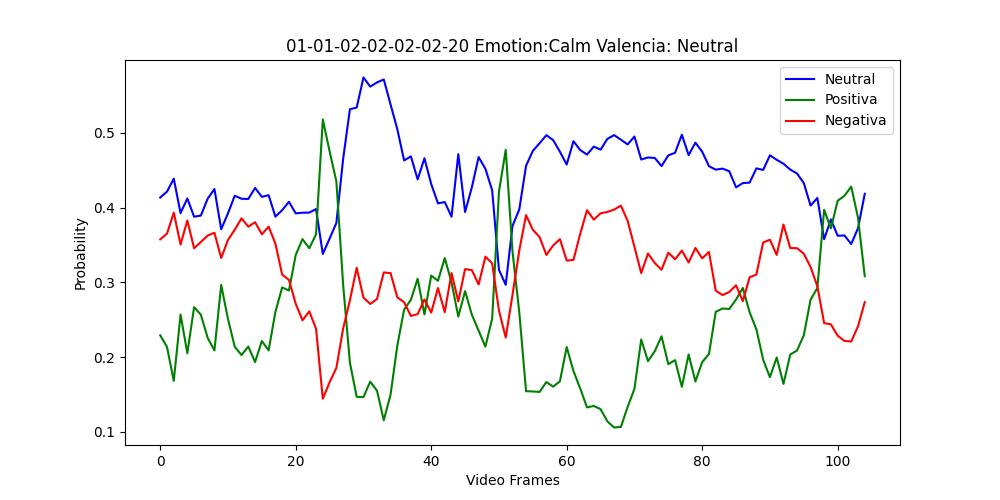 01-01-02-02-02-02-20 Emotion:Calm Valencia: Neutral
Neutral
Positiva
Negativa
Probability
0.5
0.4
0.3
0.2
0.1
0 20 40 60 80 100
Video Frames